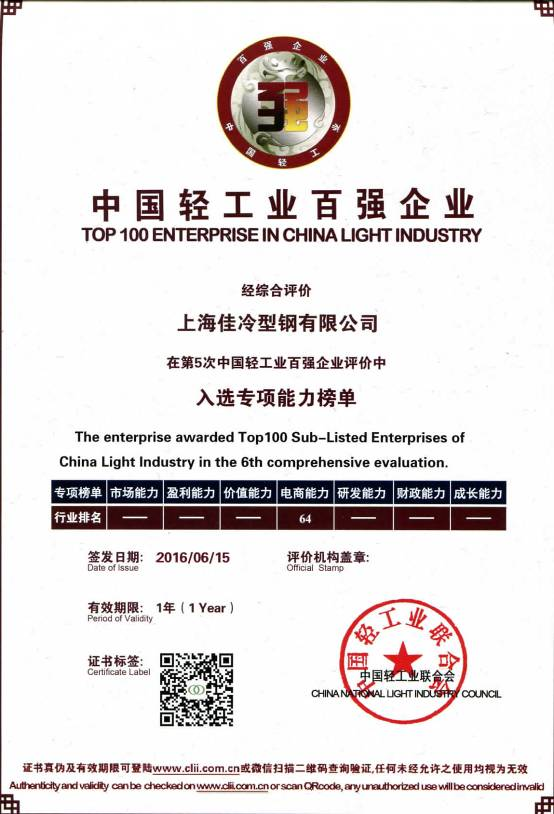 百强企业
强
中国轻工业
中国轻工业百强企业
TOP 100 ENTERPRISE IN CHINA LIGHT INDUSTRY
经综合评价
上海佳冷型钢有限公司
在第5次中国轻工业百强企业评价中
入选专项能力榜单
The enterprise awarded Top100 Sub-Listed Enterprises of
China Light Industry in the 6th comprehensive evaluation.
专项榜单 市场能力 盈利能力 价值能力 电商能力 研发能力 财政能力 成长能力
行业排名 — — — 64 — — —
签发日期: 2016/06/15 评价机构盖章:
Date of Issue Official Stamp
有效期限: 1年（1 Year）
Period of Validity
证书标签:
Certificate Label
中国轻工业联合会
中国轻工业联合会
CHINA NATIONAL LIGHT INDUSTRY COUNCIL
证书真伪及有效期限可登陆www.clii.com.cn或微信扫描二维码查询验证,任何未经允许之使用均视为无效
Authenticity and validity can be checked on www.clii.com.cn or scan QRcode, any unauthorized use will be considered invalid